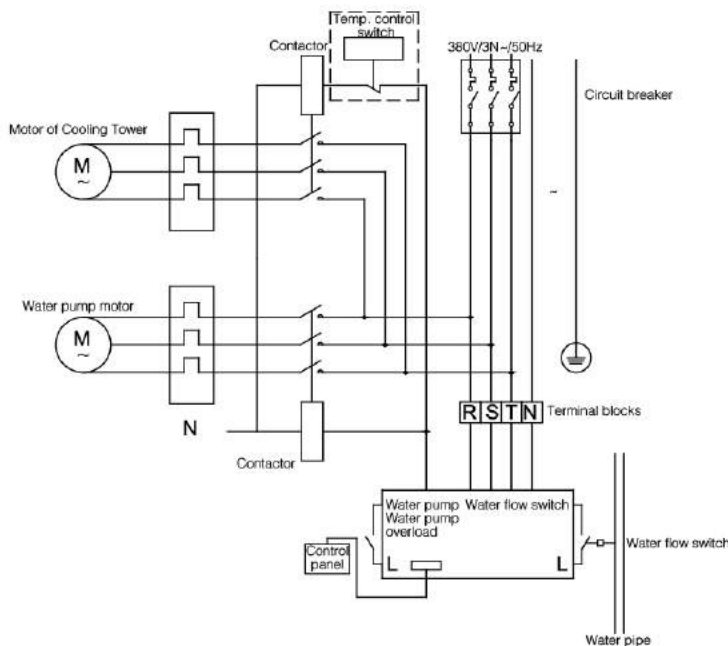 Temp. control
switch
Contactor
380V/3N~/50Hz
Circuit breaker
Motor of Cooling Tower
M
~
~
Water pump motor
M
~
R S T N
Terminal blocks
N
Contactor
Water pump Water flow switch
Water pump
overload
Control
panel
L
L
Water flow switch
Water pipe